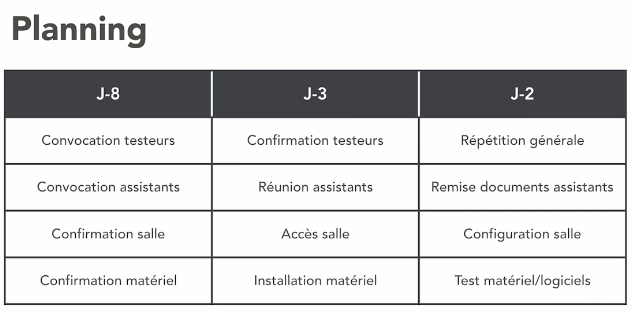 Planning
J-8 J-3 J-2
Convocation testeurs Confirmation testeurs Répétition générale
Convocation assistants Réunion assistants Remise documents assistants
Confirmation salle Accès salle Configuration salle
Confirmation matériel Installation matériel Test matériel/logiciels